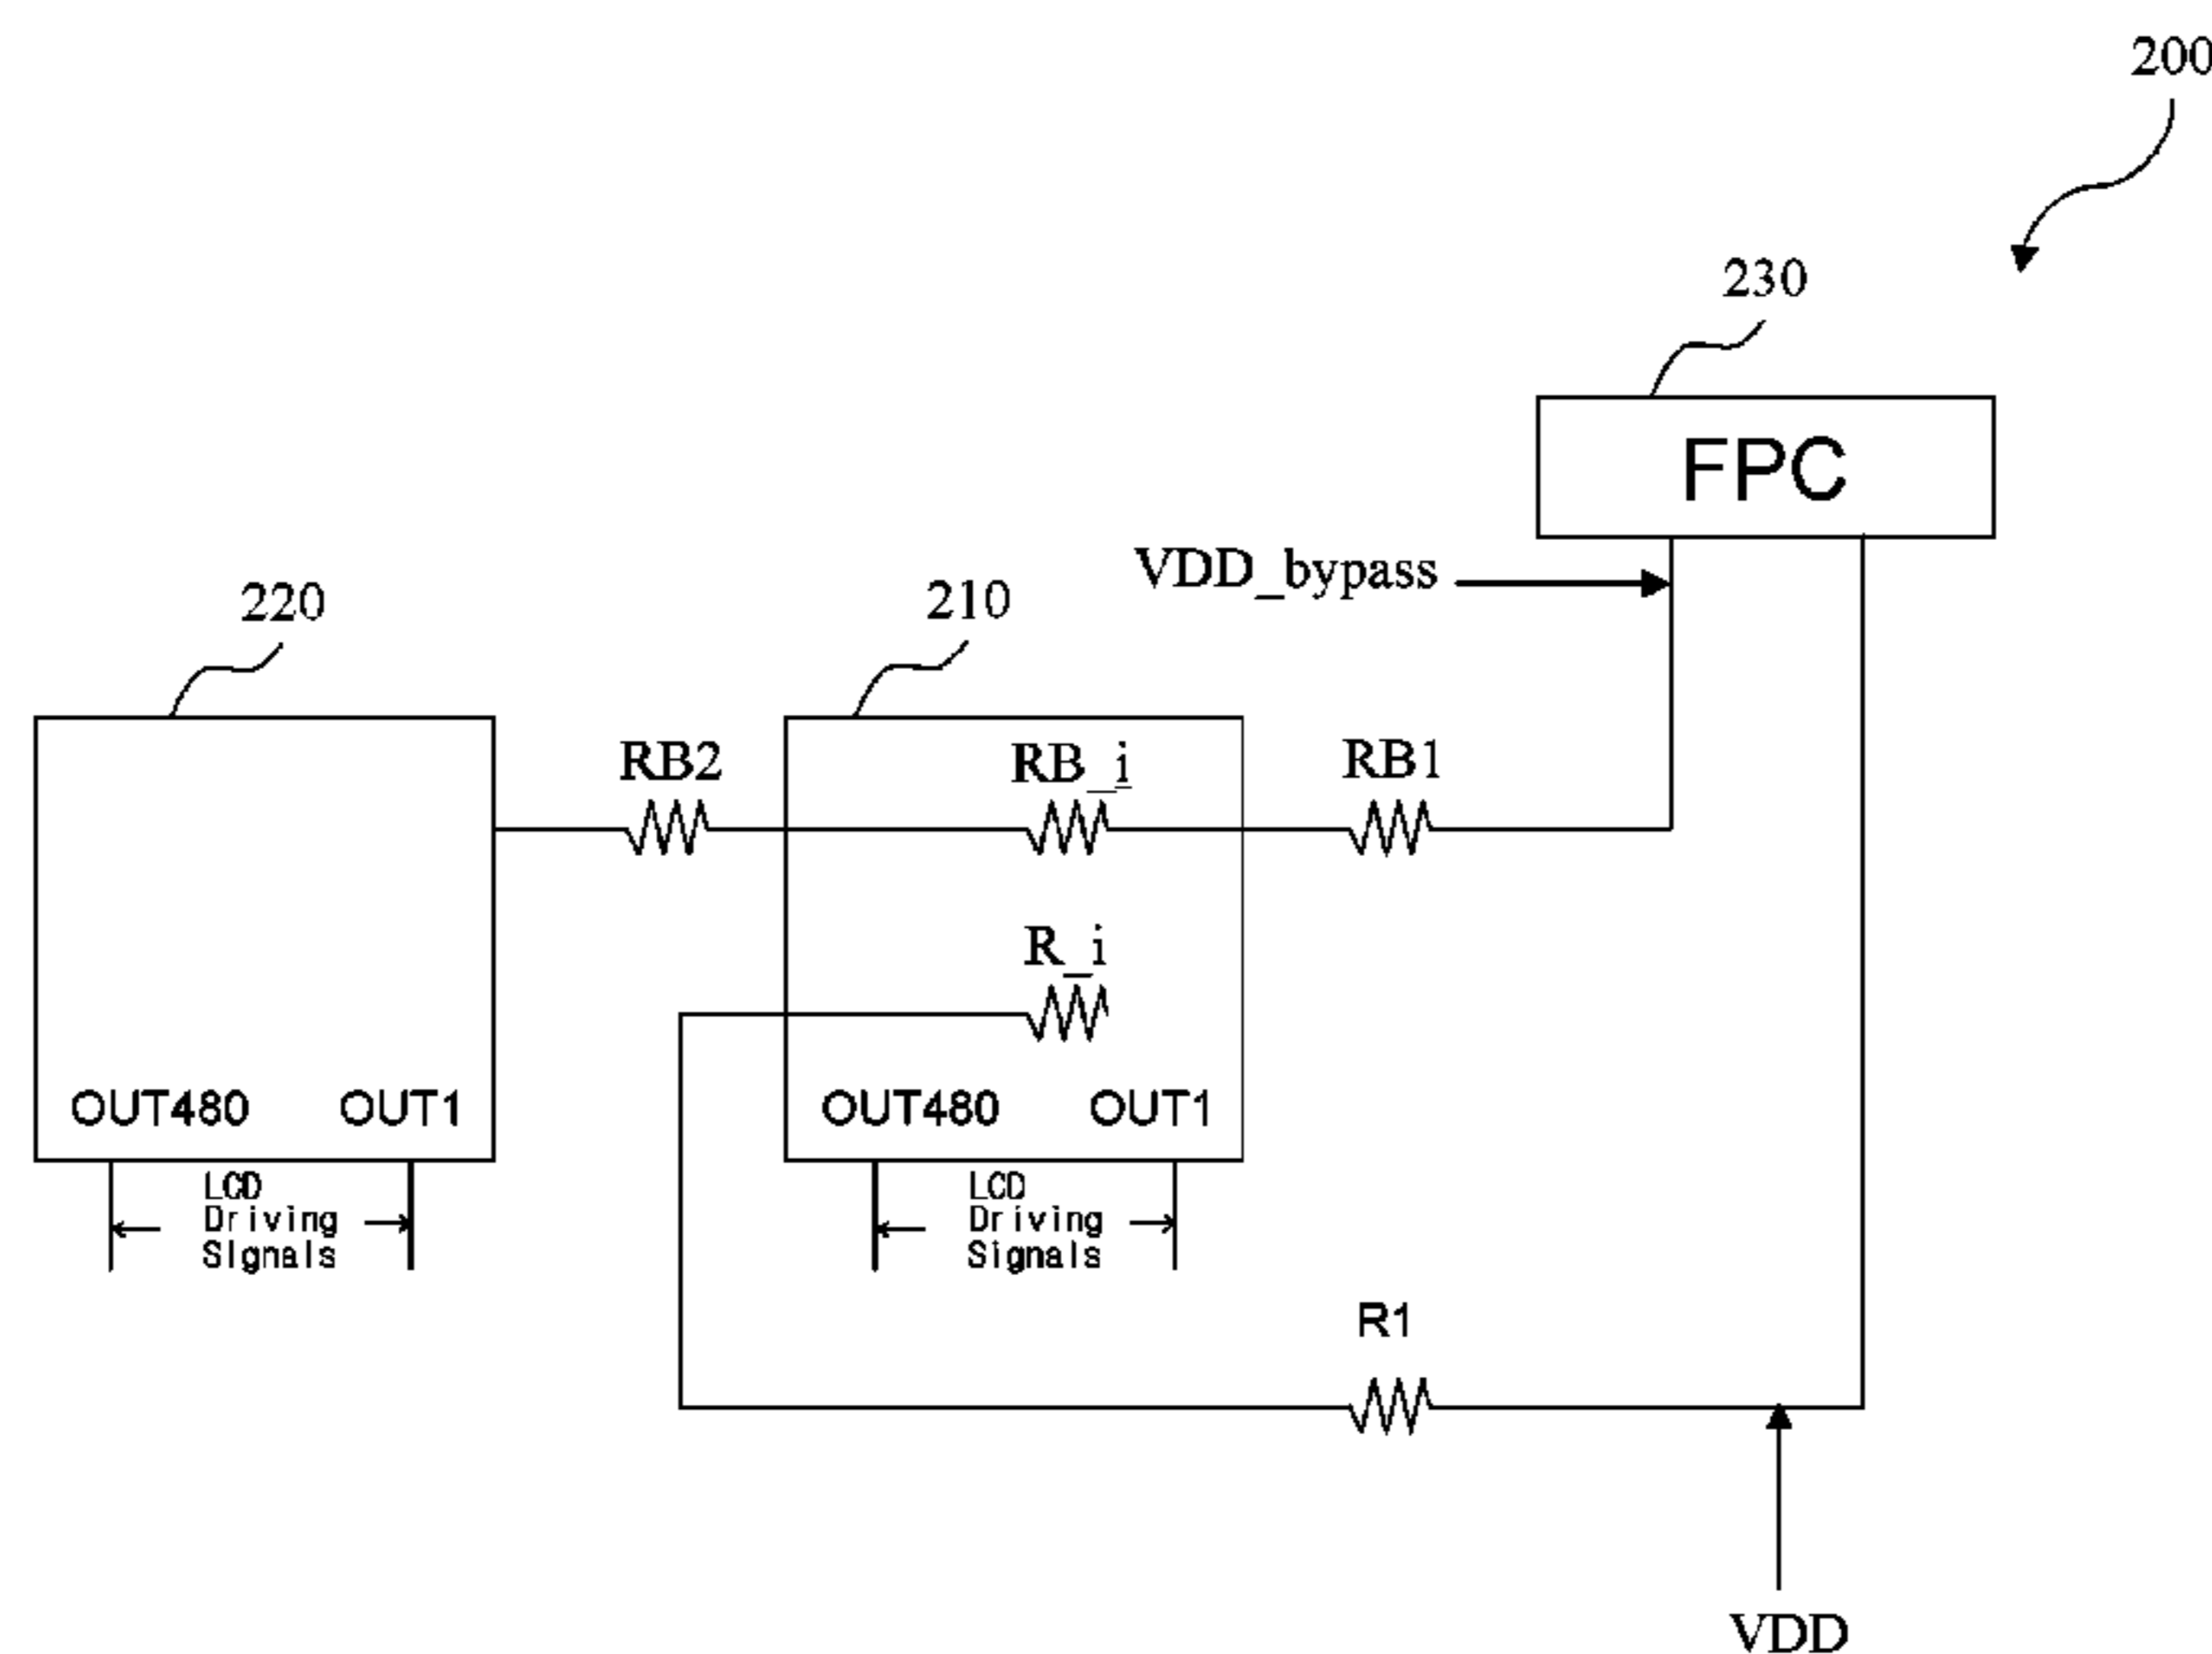 200
230
FPC
VDD_bypass
220
210
RB2
RB_i
RB1
R_i
OUT480 OUT1
OUT480 OUT1
LCD
Driving
SIgnals
LCD
Driving
Signals
R1
VDD